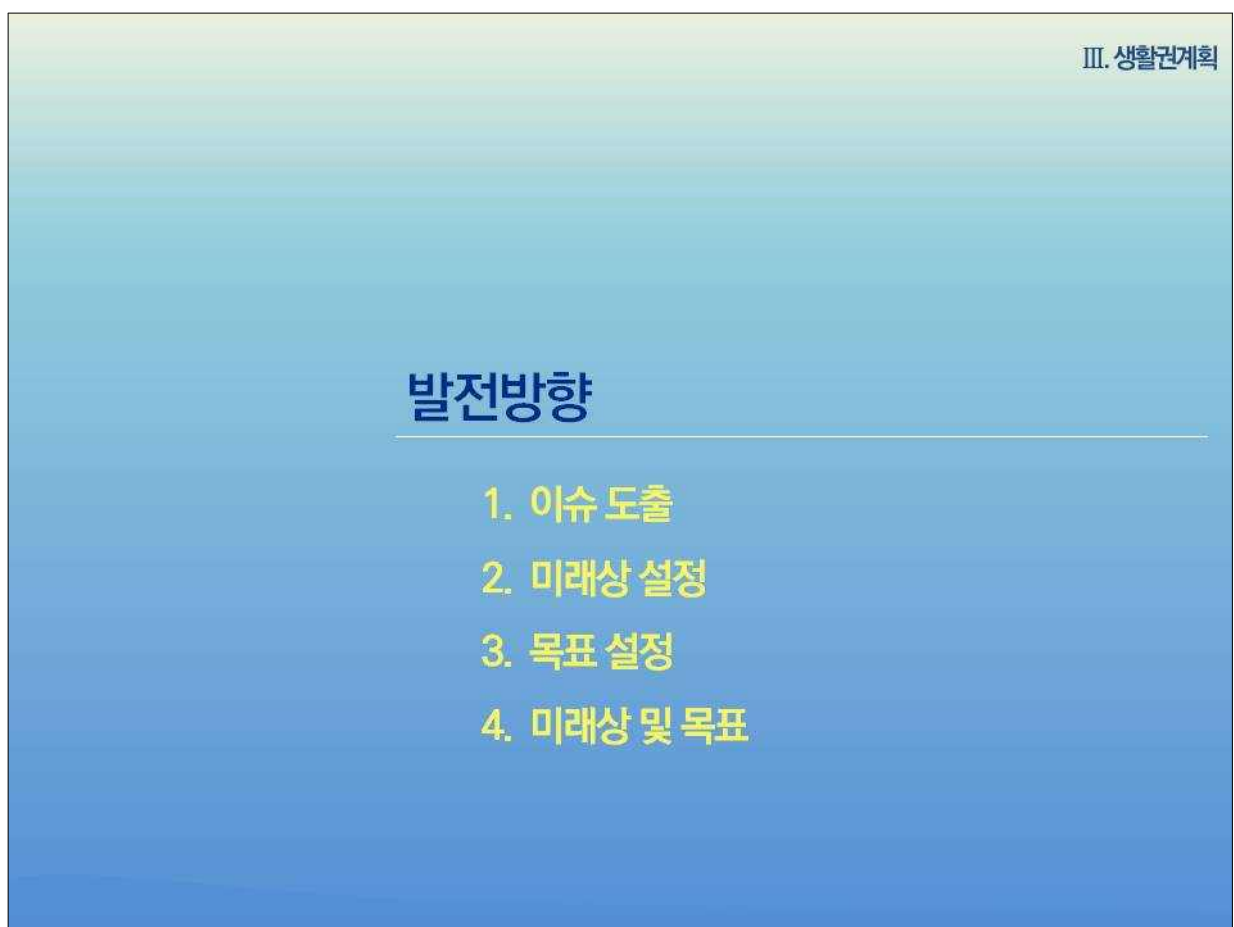 Ⅲ. 생활권계획
발전방향
1. 이슈 도출
2. 미래상 설정
3. 목표 설정
4. 미래상 및 목표